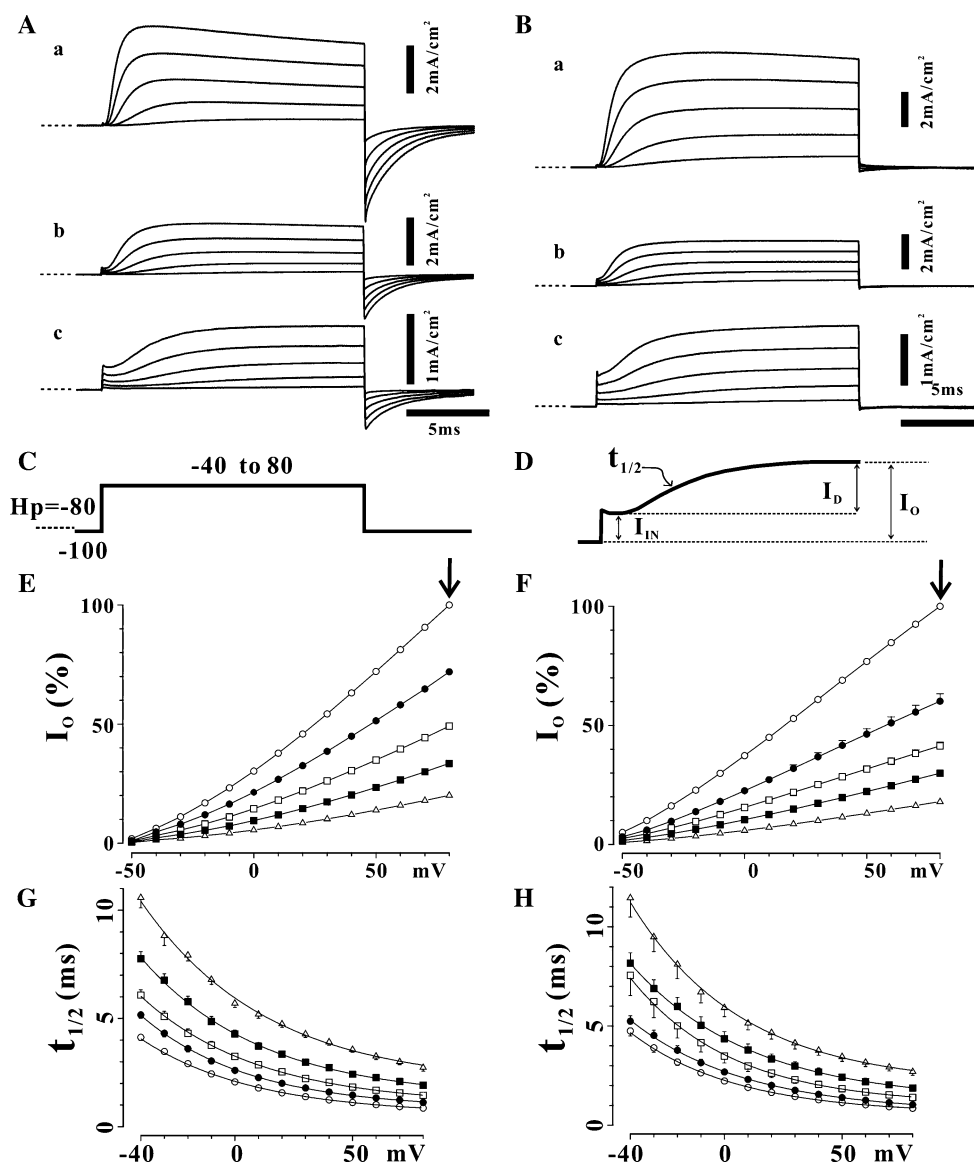 A
a
2mA/cm²
b
2mA/cm²
c
1mA/cm²
5ms
B
a
2mA/cm²
b
2mA/cm²
c
1mA/cm²
5ms
C
-40 to 80
Hp=-80
-100
D
t1/2
IIN
ID
IO
E
100
50
0
IO (%)
-50 0 50 mV
F
100
50
0
IO (%)
-50 0 50 mV
G
10
5
0
t1/2 (ms)
-40 0 50 mV
H
10
5
0
t1/2 (ms)
-40 0 50 mV